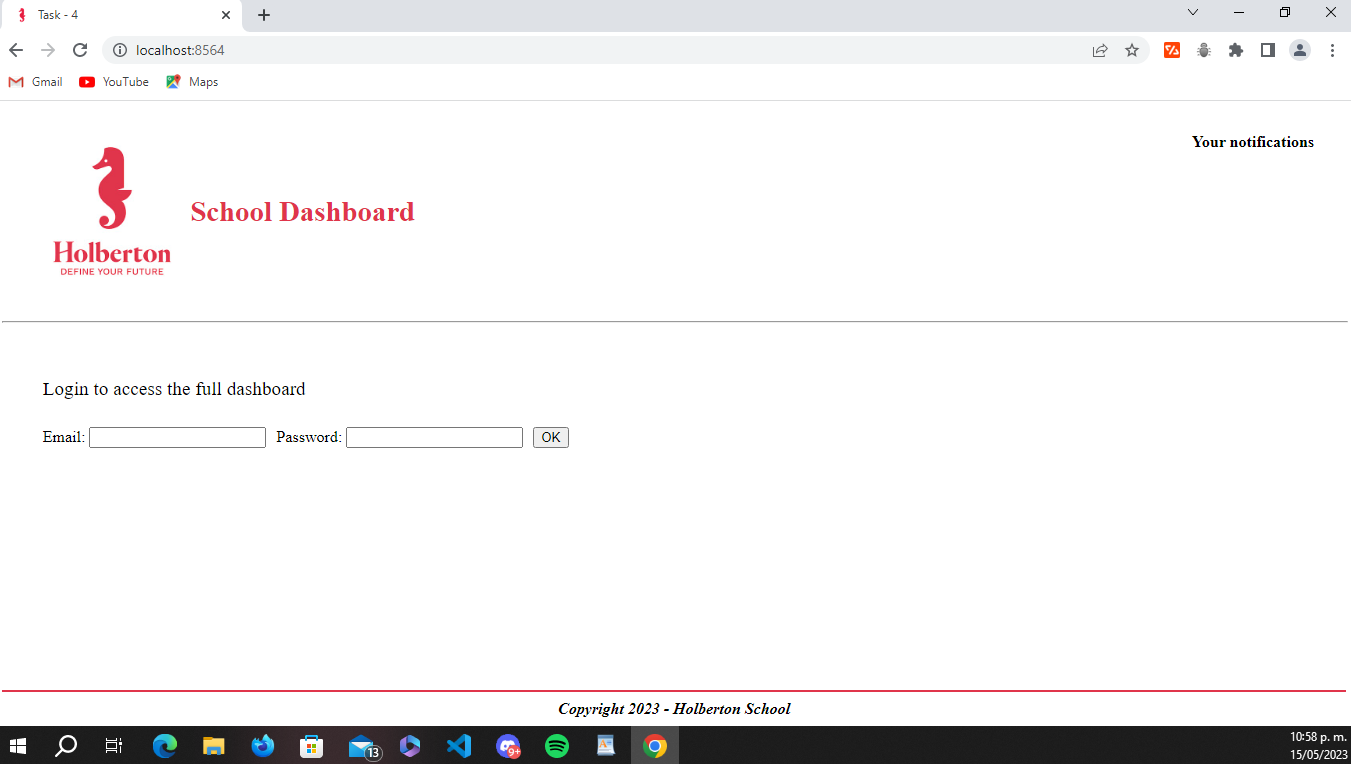 Task - 4
localhost:8564
Gmail YouTube Maps
Your notifications
School Dashboard
Holberton
DEFINE YOUR FUTURE
Login to access the full dashboard
Email: Password: OK
Copyright 2023 - Holberton School
13
9+
10:58 p. m.
15/05/2023